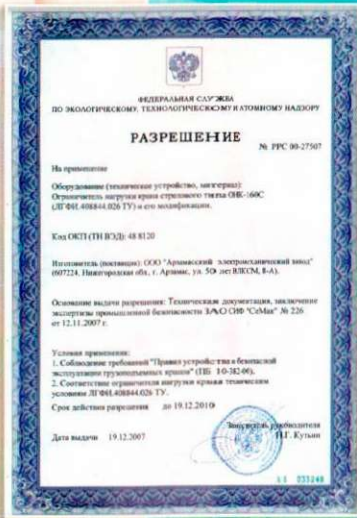 ФЕДЕРАЛЬНАЯ СЛУЖБА
ПО ЭКОЛОГИЧЕСКОМУ, ТЕХНОЛОГИЧЕСКОМУ И АТОМНОМУ НАДЗОРУ
РАЗРЕШЕНИЕ
№ РРС 00-27507
На применение
Оборудование (техническое устройство, материал):
Ограничитель нагрузки крана стрелового типа ОНК-160С
(ЛГФИ.408844.026 ТУ) и его модификации.
Код ОКП (ТН ВЭД): 48 8120
Изготовитель (поставщик): ООО "Арзамасский электромеханический завод"
(607224, Нижегородская обл., г. Арзамас, ул. 50 лет ВЛКСМ, 8-А).
Основание выдачи разрешения: Техническая документация, заключение
экспертизы промышленной безопасности ЗАО СИФ "СеМак" № 226
от 12.11.2007 г.
Условия применения:
1. Соблюдение требований "Правил устройства и безопасной
эксплуатации грузоподъемных кранов" (ПБ 10-382-00).
2. Соответствие ограничителя нагрузки крана техническим
условиям ЛГФИ.408844.026 ТУ.
Срок действия разрешения до 19.12.2010
Заместитель руководителя
Дата выдачи 19.12.2007
Н.Г. Кутьин